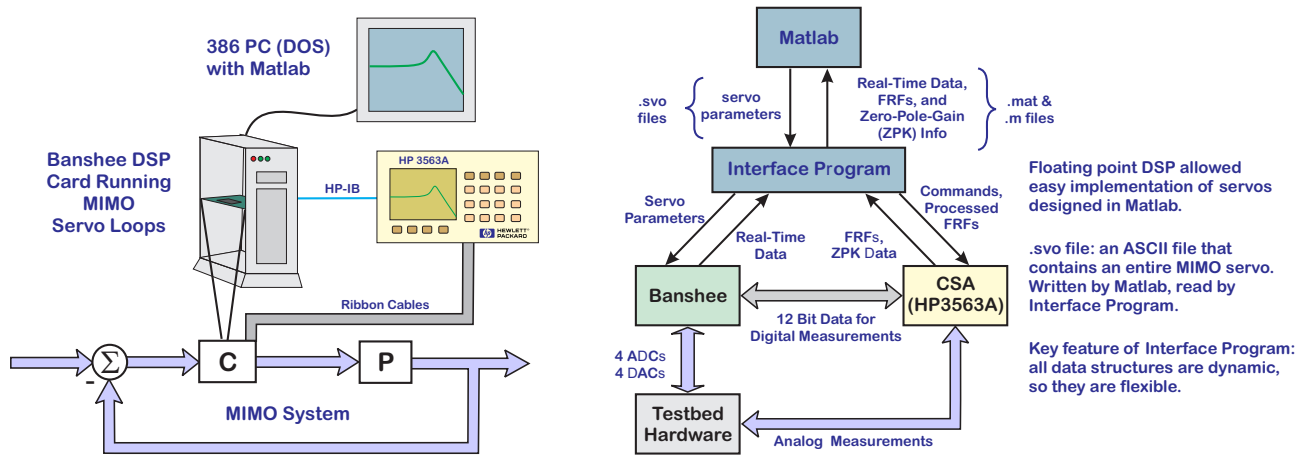 386 PC (DOS)
with Matlab
Banshee DSP
Card Running
MIMO
Servo Loops
HP-IB
HP 3563A
hp HEWLETT
PACKARD
Ribbon Cables
Σ
-
C
P
MIMO System
Matlab
.svo
files
servo
parameters
Real-Time Data,
FRFs, and
Zero-Pole-Gain
(ZPK) Info
.mat &
.m files
Interface Program
Servo
Parameters
Real-Time
Data
FRFs,
ZPK Data
Commands,
Processed
FRFs
Banshee
CSA
(HP3563A)
12 Bit Data for
Digital Measurements
4 ADCs
4 DACs
Testbed
Hardware
Analog Measurements
Floating point DSP allowed
easy implementation of servos
designed in Matlab.
.svo file: an ASCII file that
contains an entire MIMO servo.
Written by Matlab, read by
Interface Program.
Key feature of Interface Program:
all data structures are dynamic,
so they are flexible.